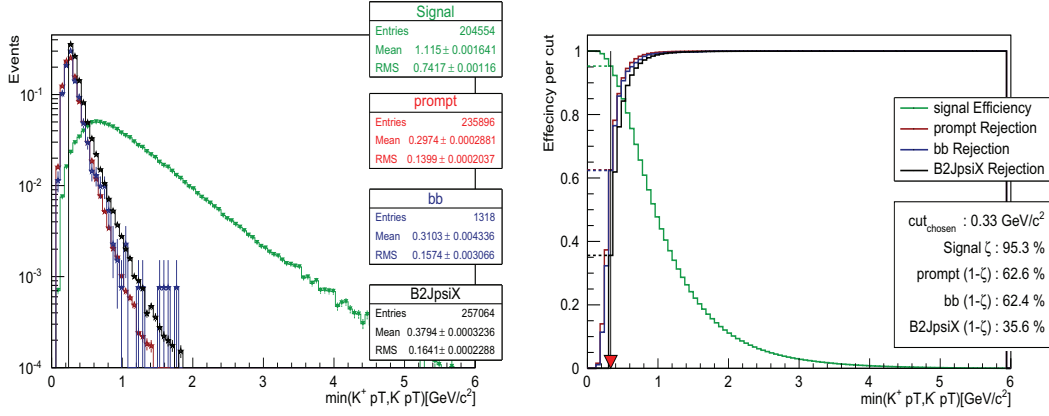 Signal
Entries 204554
Mean 1.115 ± 0.001641
RMS 0.7417 ± 0.00116
prompt
Entries 235896
Mean 0.2974 ± 0.0002881
RMS 0.1399 ± 0.0002037
bb
Entries 1318
Mean 0.3103 ± 0.004336
RMS 0.1574 ± 0.003066
B2JpsiX
Entries 257064
Mean 0.3794 ± 0.0003236
RMS 0.1641 ± 0.0002288
Events
10⁻¹
10⁻²
10⁻³
10⁻⁴
0 1 2 3 4 5 6
min(K⁺ pT,K⁻ pT)[GeV/c²]
Effecincy per cut
1
0.8
0.6
0.4
0.2
0
0 1 2 3 4 5 6
min(K⁺ pT,K⁻ pT)[GeV/c²]
signal Efficiency
prompt Rejection
bb Rejection
B2JpsiX Rejection
cut_chosen : 0.33 GeV/c²
Signal ζ : 95.3 %
prompt (1-ζ) : 62.6 %
bb (1-ζ) : 62.4 %
B2JpsiX (1-ζ) : 35.6 %